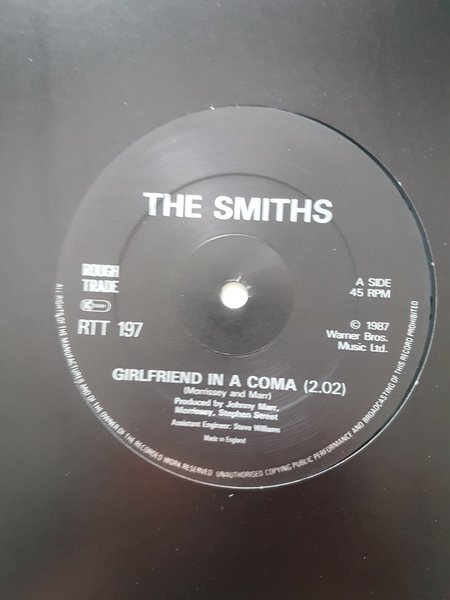 THE SMITHS
ROUGH
TRADE
RTT 197
A SIDE
45 RPM
© 1987
Warner Bros.
Music Ltd.
GIRLFRIEND IN A COMA (2.02)
(Morrissey and Marr)
Produced by Johnny Marr,
Morrissey, Stephen Street
Assistant Engineer: Steve Williams
Made in England
ALL RIGHTS OF THE MANUFACTURER AND OF THE OWNER OF THE RECORDED WORK RESERVED UNAUTHORISED COPYING PUBLIC PERFORMANCE AND BROADCASTING OF THIS RECORD PROHIBITED